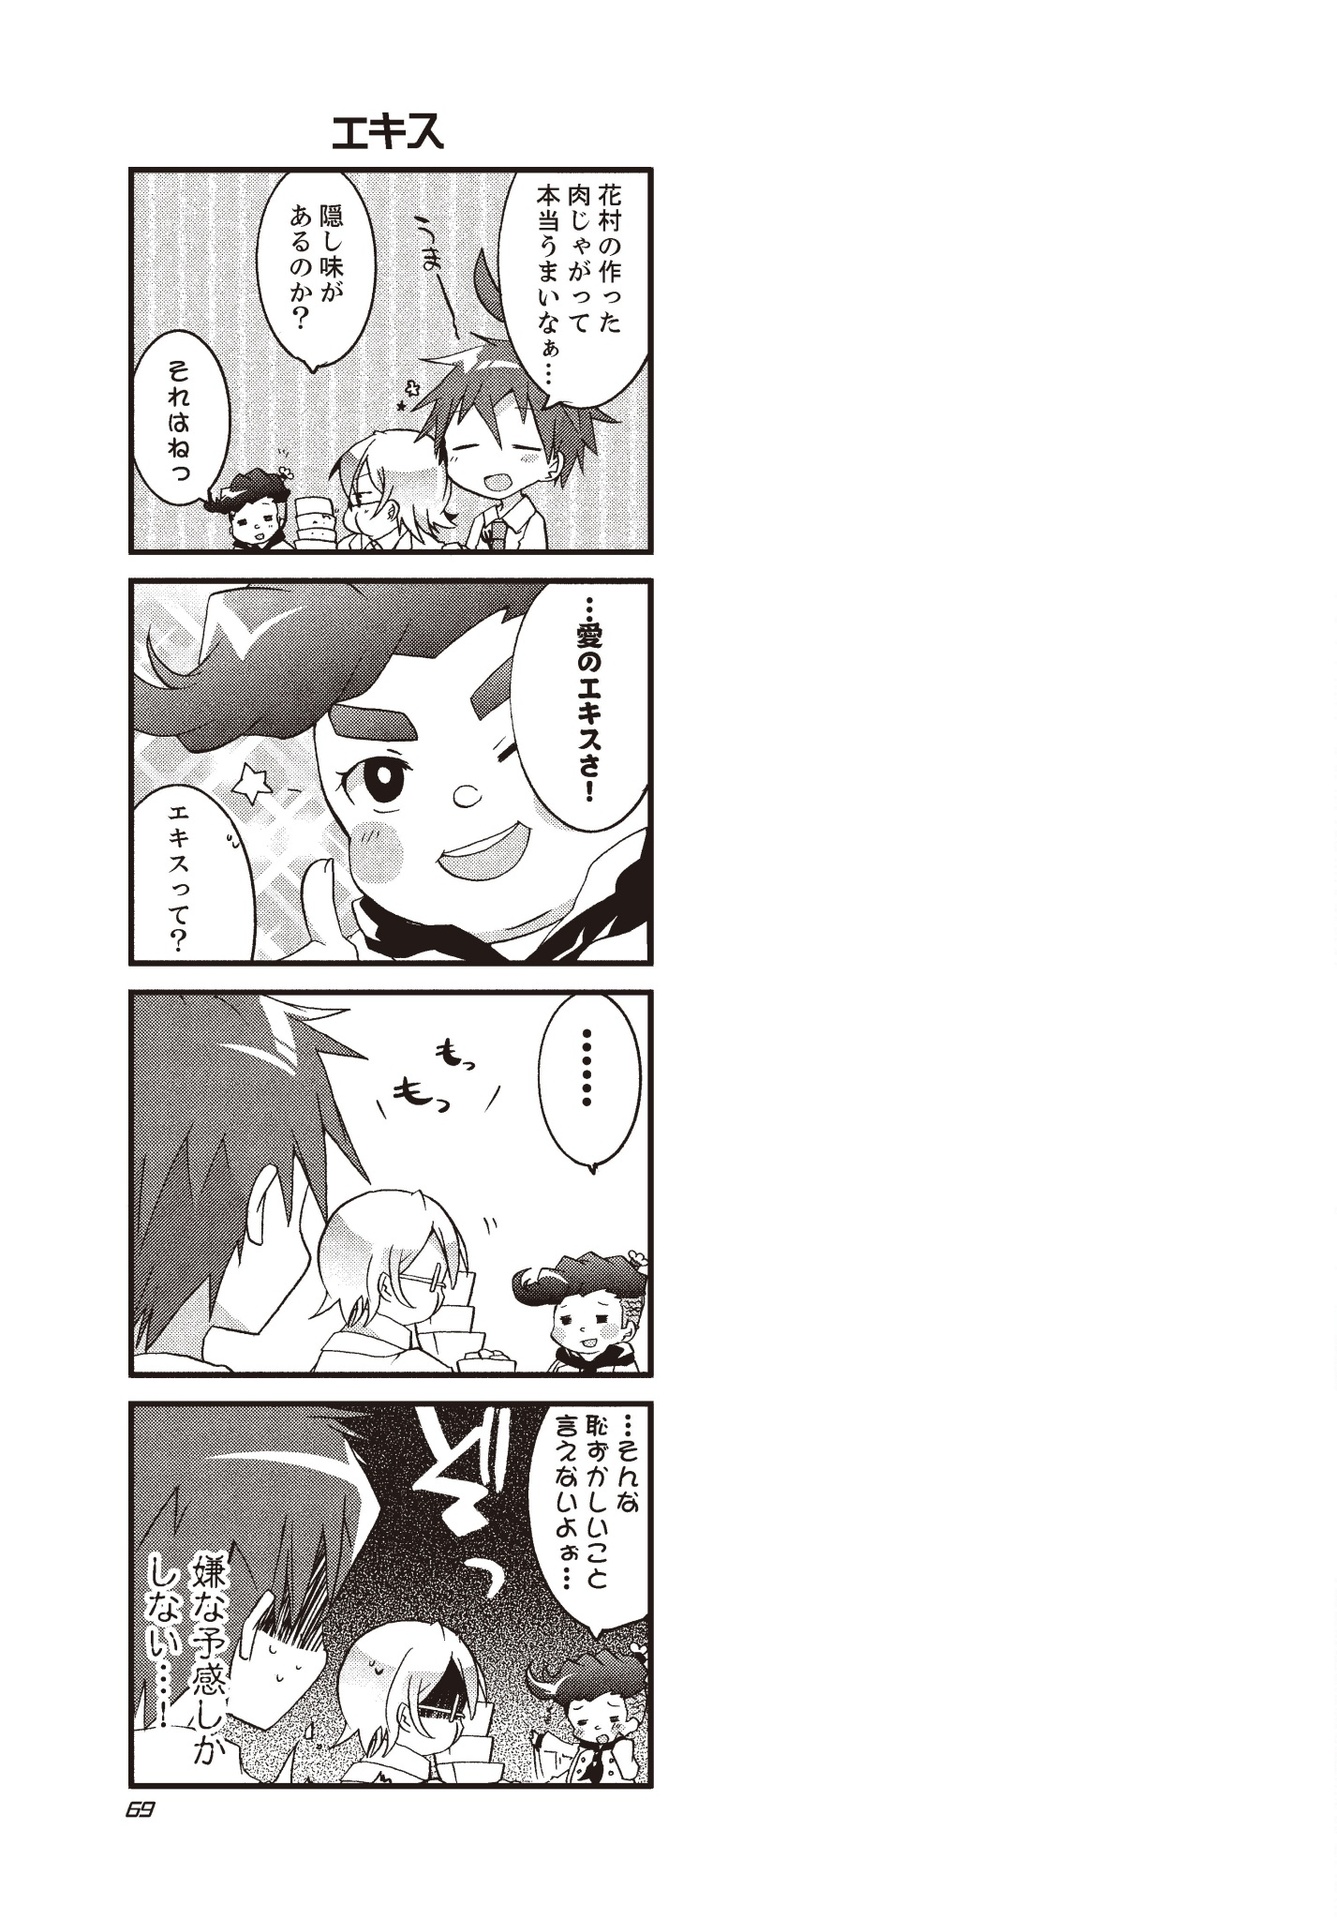 エキス
花村の作った
肉じゃがって
本当うまいなぁ…
うまー
隠し味が
あるのか?
それはねっ
…愛のエキスさ!
エキスって?
……
もっ
もっ
…そんな
恥ずかしいこと
言えないよぉ…
嫌な予感しか
しない……!
69